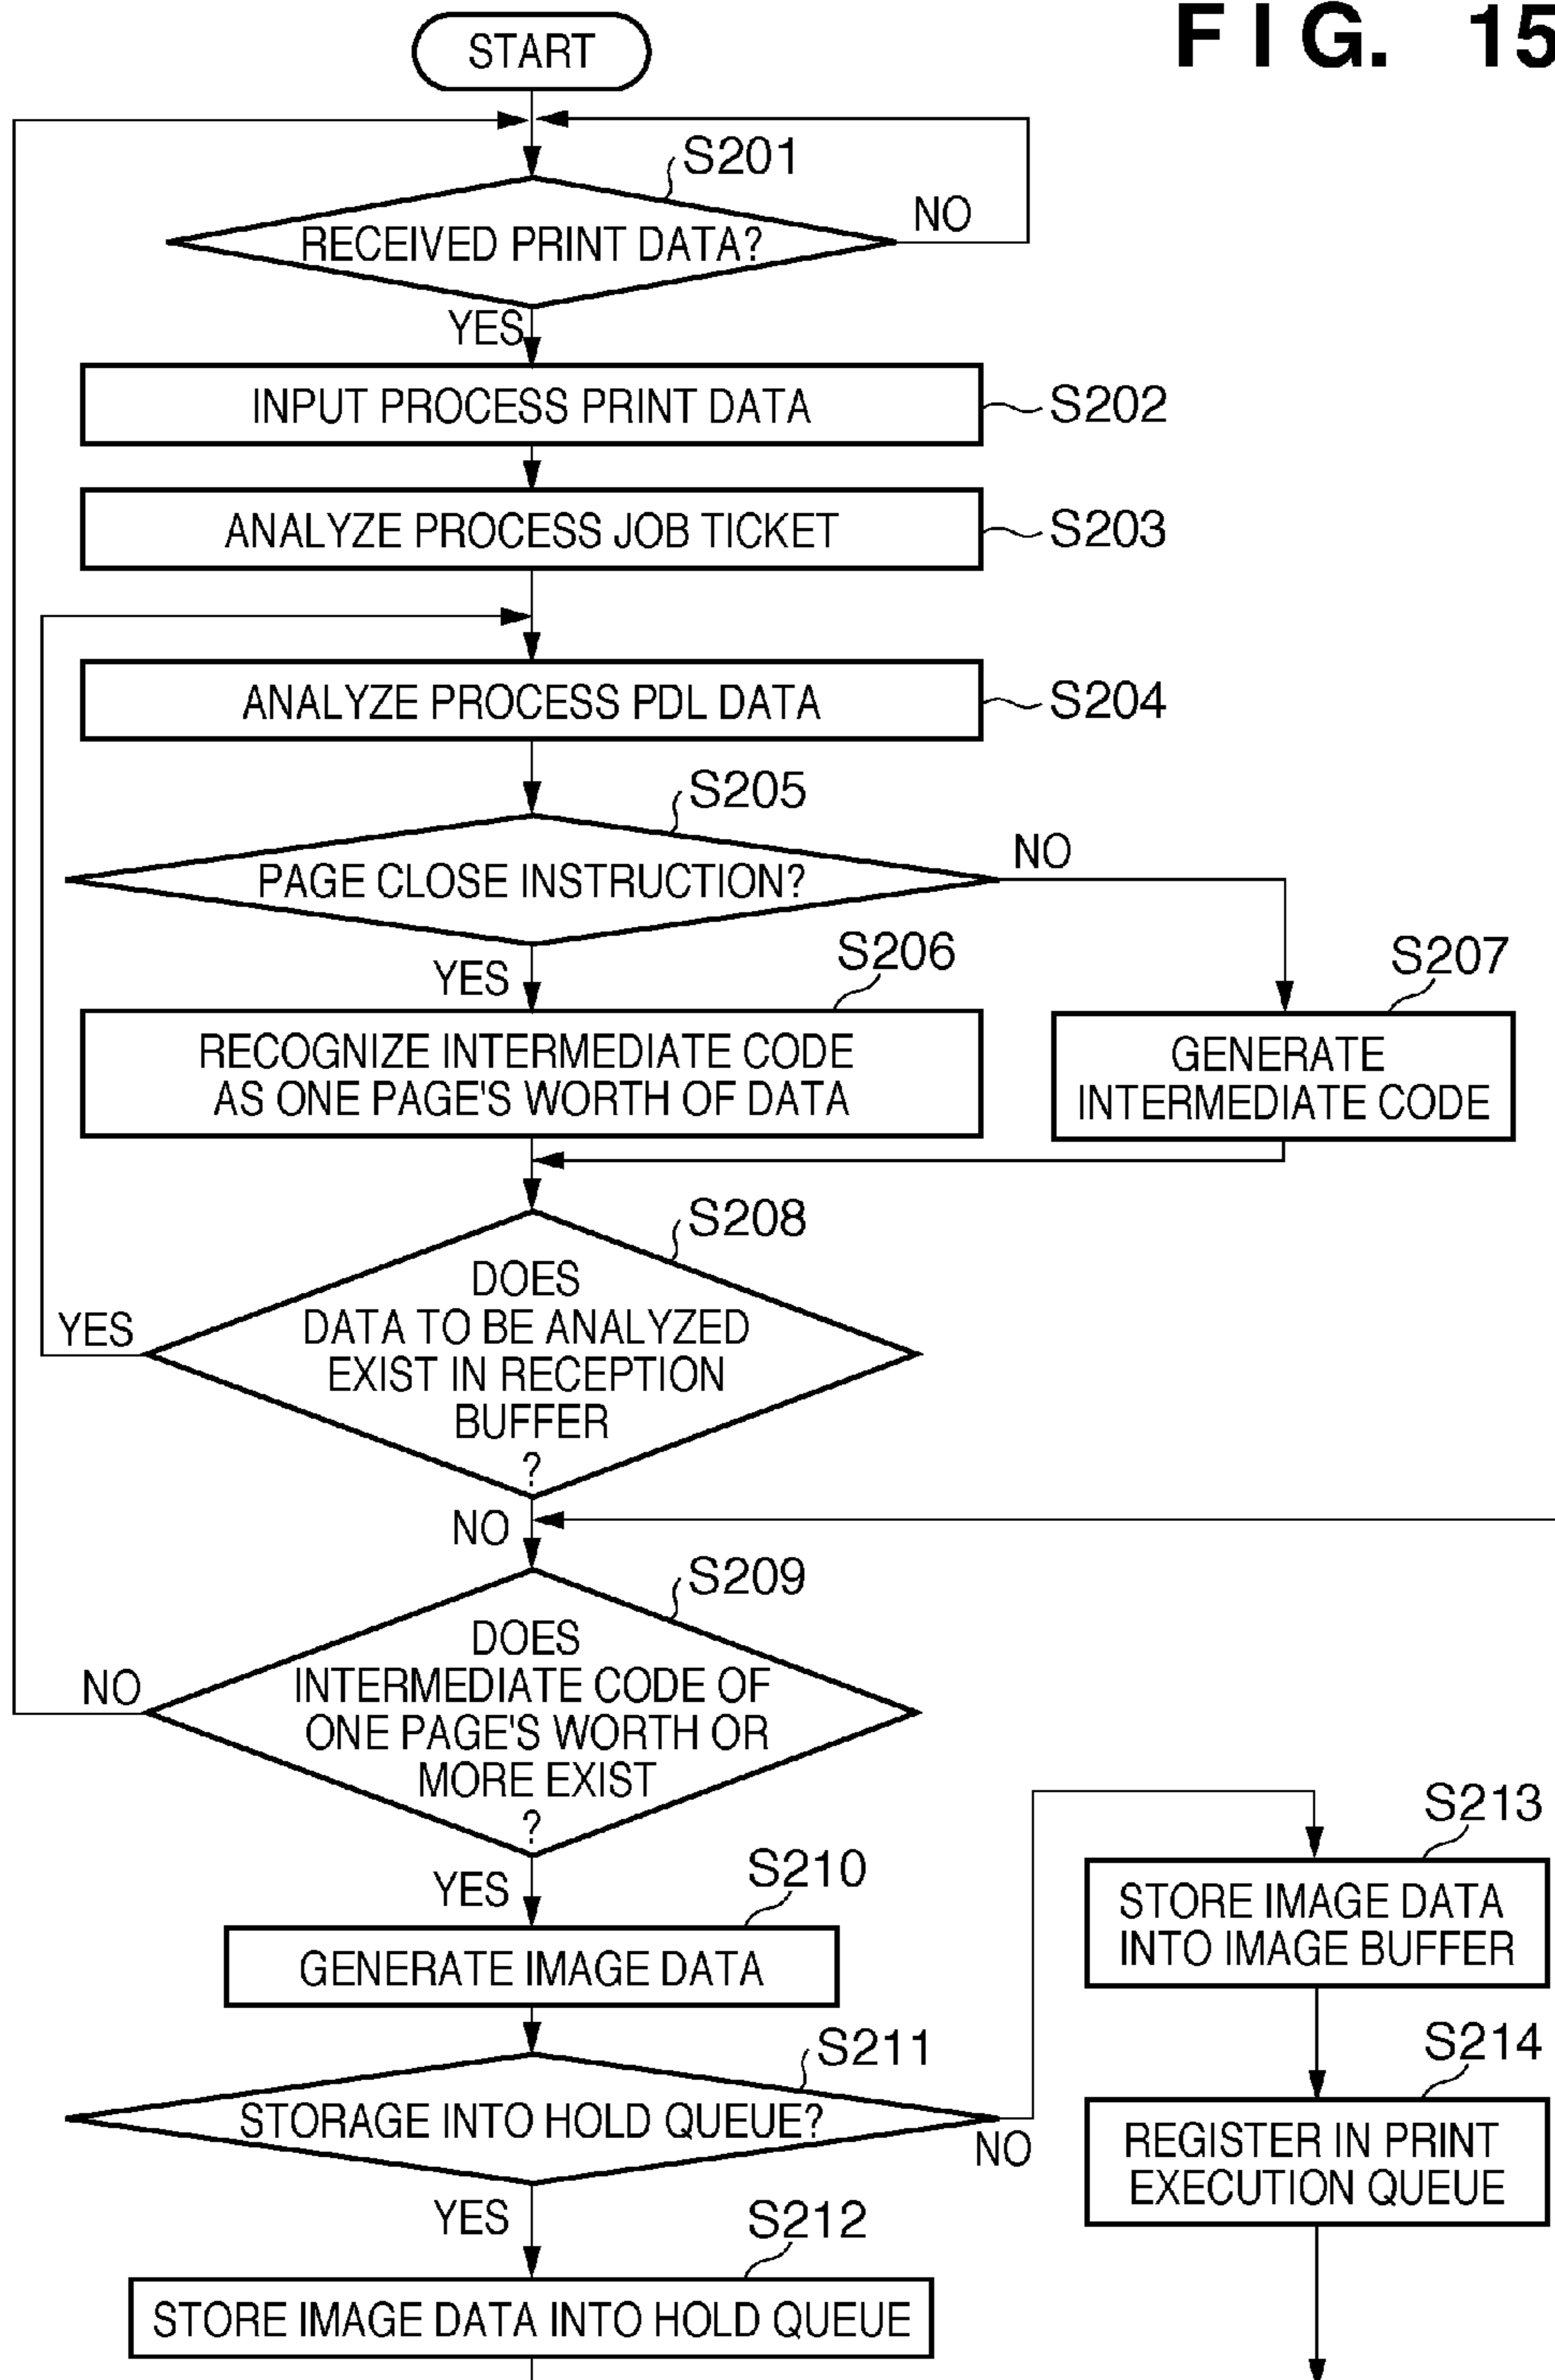 FIG. 15
START
S201
RECEIVED PRINT DATA?
NO
YES
INPUT PROCESS PRINT DATA
S202
ANALYZE PROCESS JOB TICKET
S203
ANALYZE PROCESS PDL DATA
S204
S205
PAGE CLOSE INSTRUCTION?
NO
YES
S206
RECOGNIZE INTERMEDIATE CODE
AS ONE PAGE'S WORTH OF DATA
S207
GENERATE
INTERMEDIATE CODE
S208
DOES
DATA TO BE ANALYZED
EXIST IN RECEPTION
BUFFER
?
YES
NO
S209
DOES
INTERMEDIATE CODE OF
ONE PAGE'S WORTH OR
MORE EXIST
?
NO
YES
S210
GENERATE IMAGE DATA
S211
STORAGE INTO HOLD QUEUE?
NO
YES
S212
STORE IMAGE DATA INTO HOLD QUEUE
S213
STORE IMAGE DATA
INTO IMAGE BUFFER
S214
REGISTER IN PRINT
EXECUTION QUEUE